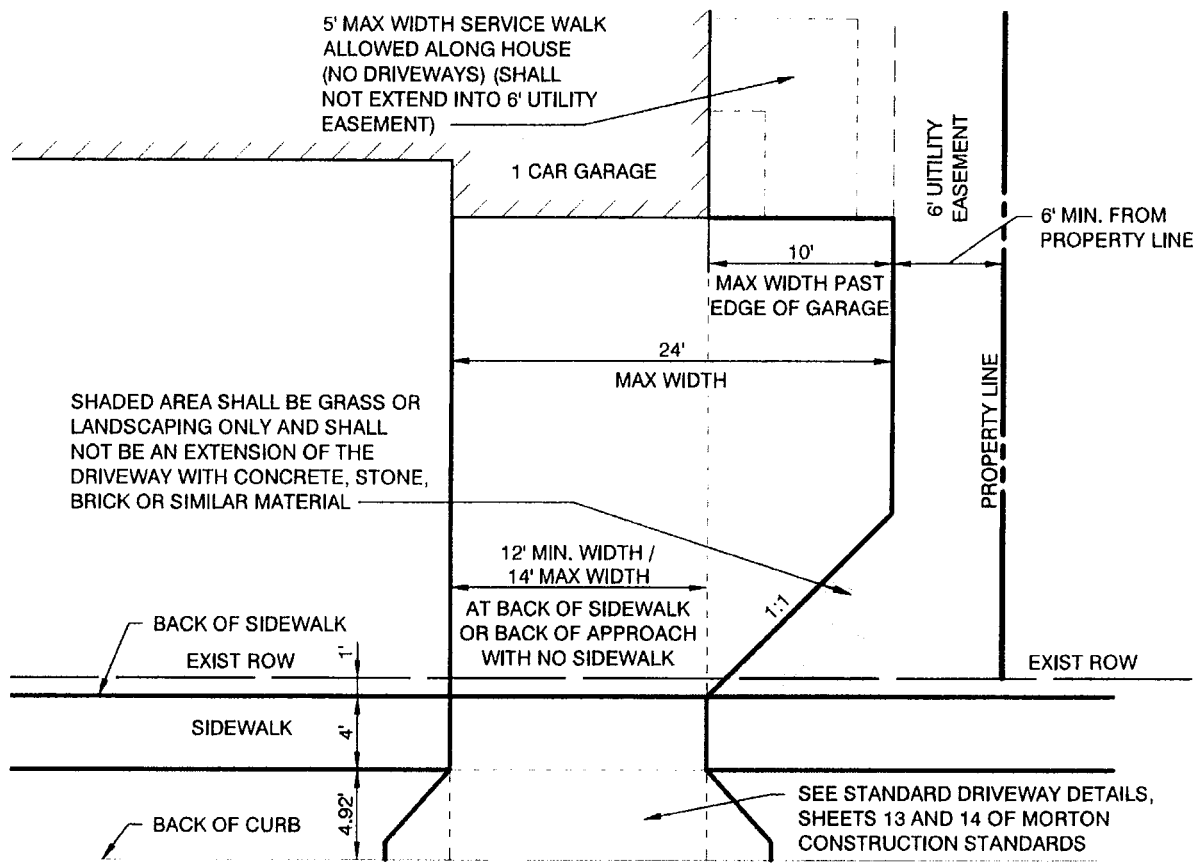 5' MAX WIDTH SERVICE WALK
ALLOWED ALONG HOUSE
(NO DRIVEWAYS) (SHALL
NOT EXTEND INTO 6' UTILITY
EASEMENT)
1 CAR GARAGE
6' UITILITY
EASEMENT
6' MIN. FROM
PROPERTY LINE
10'
MAX WIDTH PAST
EDGE OF GARAGE
24'
MAX WIDTH
PROPERTY LINE
SHADED AREA SHALL BE GRASS OR
LANDSCAPING ONLY AND SHALL
NOT BE AN EXTENSION OF THE
DRIVEWAY WITH CONCRETE, STONE,
BRICK OR SIMILAR MATERIAL
12' MIN. WIDTH /
14' MAX WIDTH
AT BACK OF SIDEWALK
OR BACK OF APPROACH
WITH NO SIDEWALK
1:1
BACK OF SIDEWALK
EXIST ROW
1'
EXIST ROW
SIDEWALK
4'
4.92'
BACK OF CURB
SEE STANDARD DRIVEWAY DETAILS,
SHEETS 13 AND 14 OF MORTON
CONSTRUCTION STANDARDS